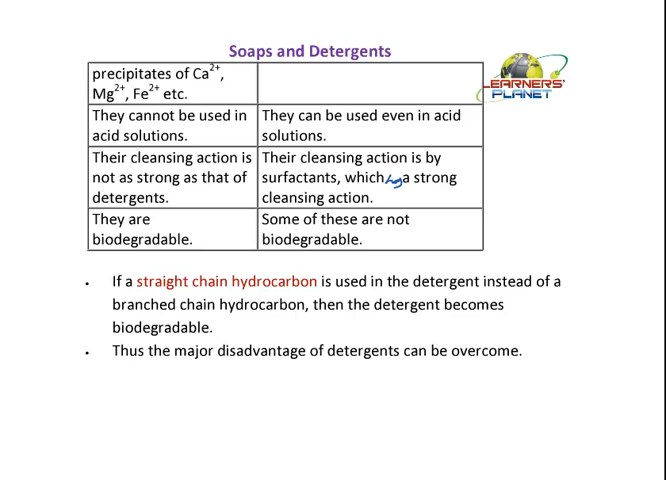 Soaps and Detergents
precipitates of Ca2+,
Mg2+, Fe2+ etc.
LEARNERS'
PLANET
They cannot be used in
acid solutions.
They can be used even in acid
solutions.
Their cleansing action is
not as strong as that of
detergents.
Their cleansing action is by
surfactants, which has a strong
cleansing action.
They are
biodegradable.
Some of these are not
biodegradable.
• If a straight chain hydrocarbon is used in the detergent instead of a
branched chain hydrocarbon, then the detergent becomes
biodegradable.
• Thus the major disadvantage of detergents can be overcome.